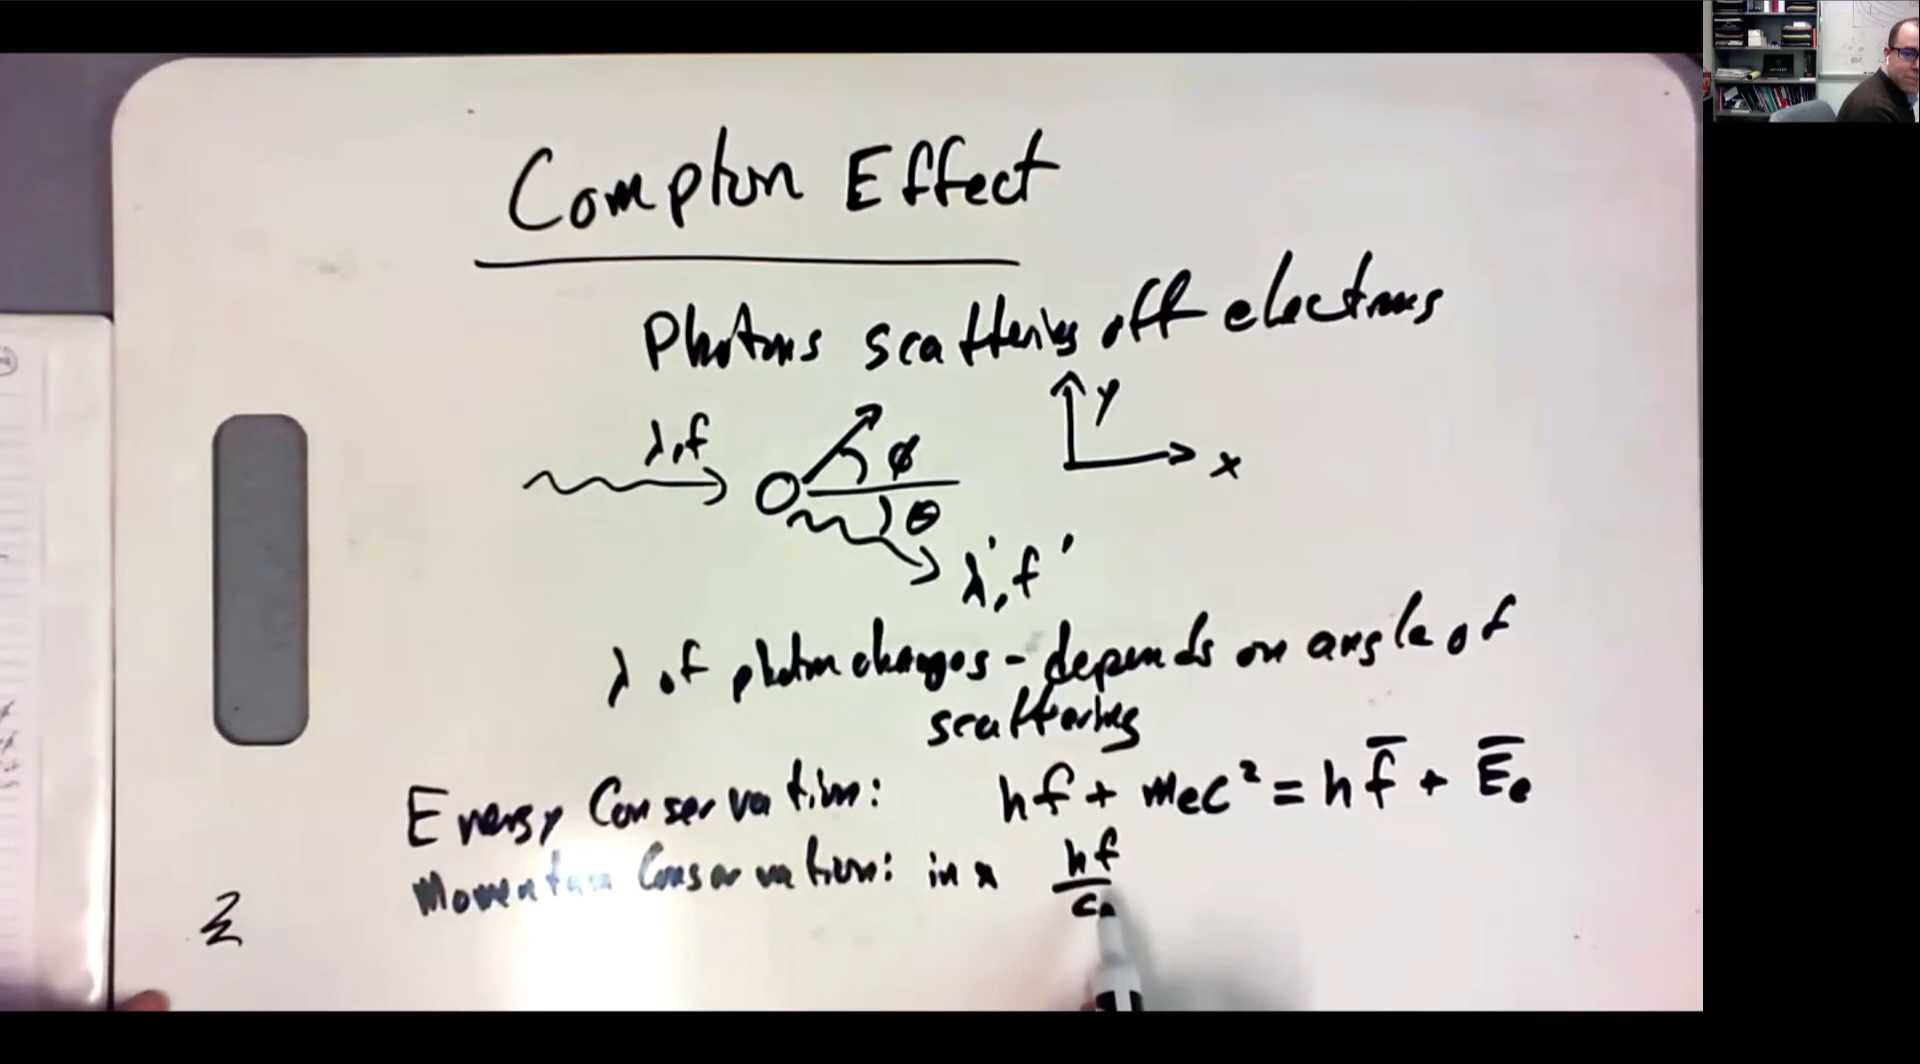 Compton Effect
Photons scattering off electrons
y
λ, f
ϕ
x
θ
λ', f'
λ of photon changes - depends on angle of
scattering
Energy Conservation: hf + mec² = hf̅ + E̅e
Momentum Conservation: in x hf/c
2